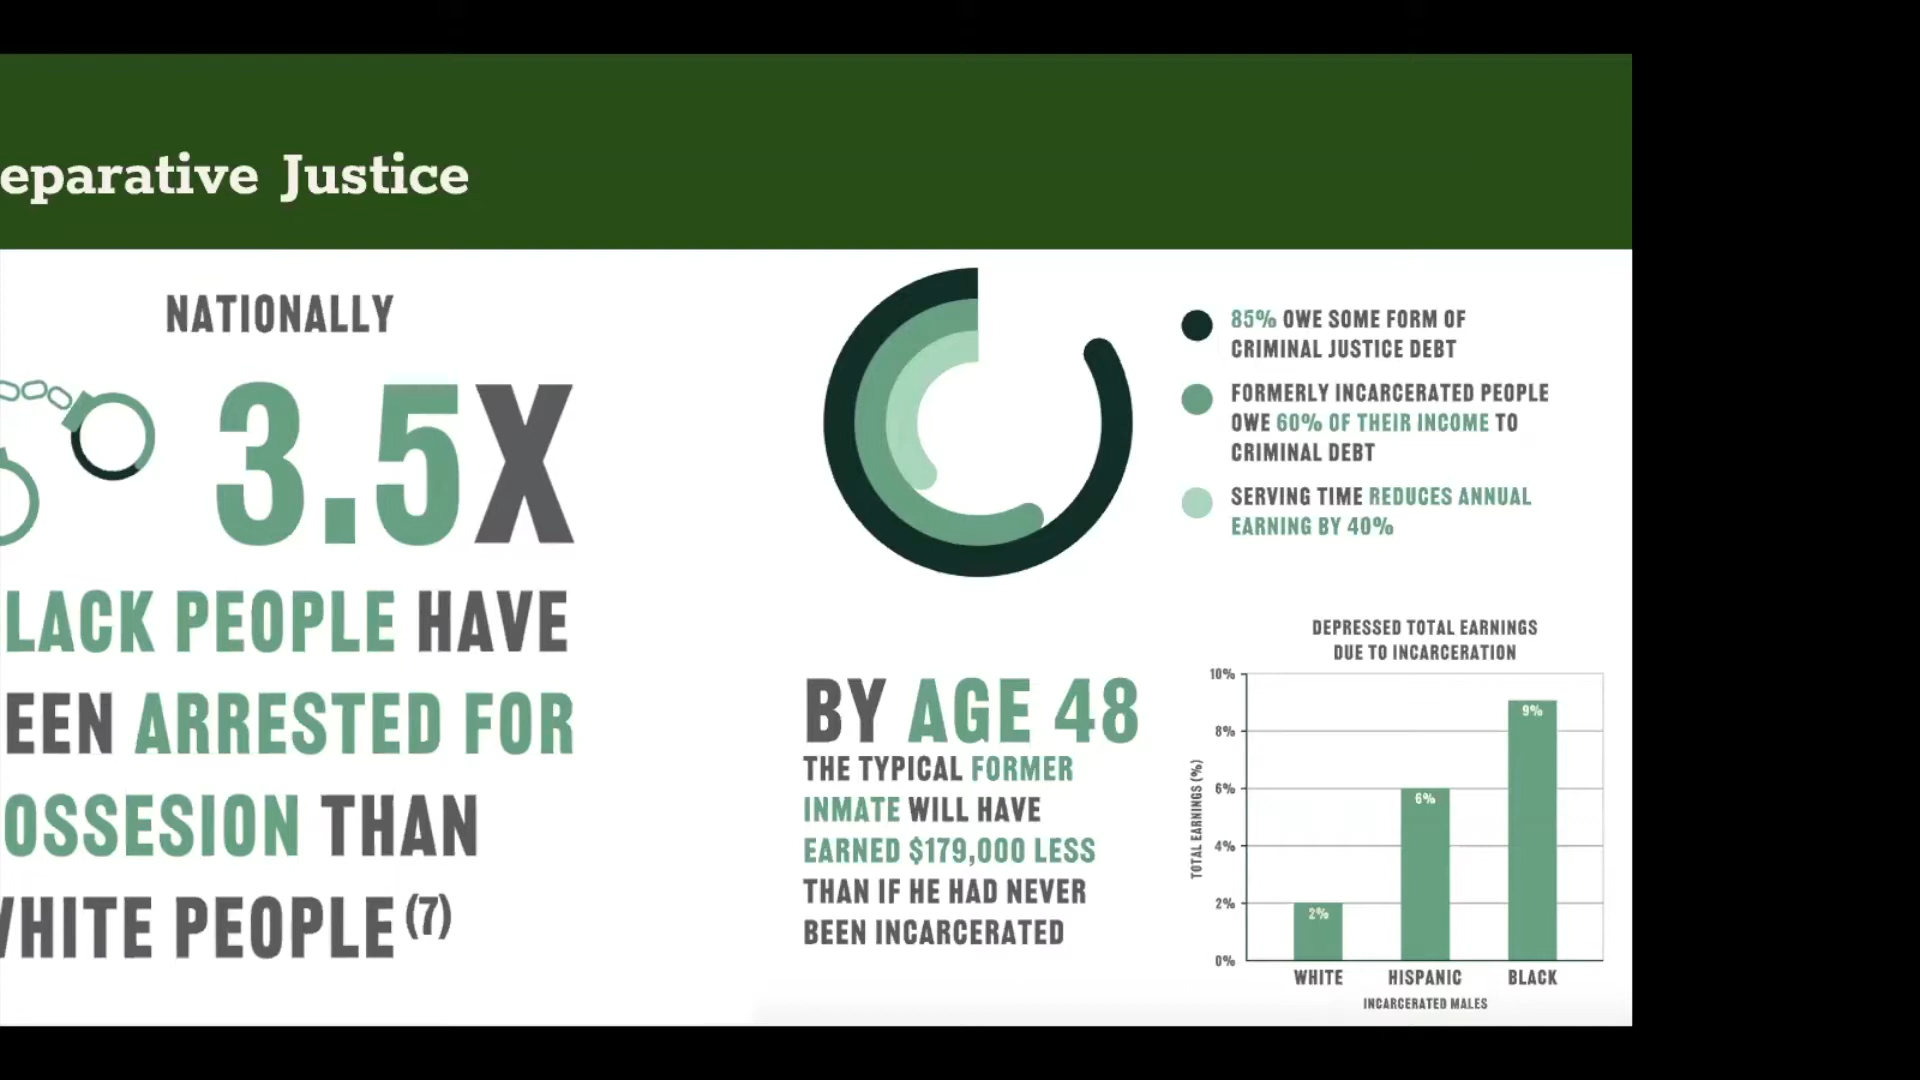 eparative Justice
NATIONALLY
3.5X
LACK PEOPLE HAVE
EEN ARRESTED FOR
OSSESION THAN
WHITE PEOPLE (7)
85% OWE SOME FORM OF
CRIMINAL JUSTICE DEBT
FORMERLY INCARCERATED PEOPLE
OWE 60% OF THEIR INCOME TO
CRIMINAL DEBT
SERVING TIME REDUCES ANNUAL
EARNING BY 40%
BY AGE 48
THE TYPICAL FORMER
INMATE WILL HAVE
EARNED $179,000 LESS
THAN IF HE HAD NEVER
BEEN INCARCERATED
DEPRESSED TOTAL EARNINGS
DUE TO INCARCERATION
TOTAL EARNINGS (%)
10%
8%
6%
4%
2%
0%
2%
6%
9%
WHITE HISPANIC BLACK
INCARCERATED MALES